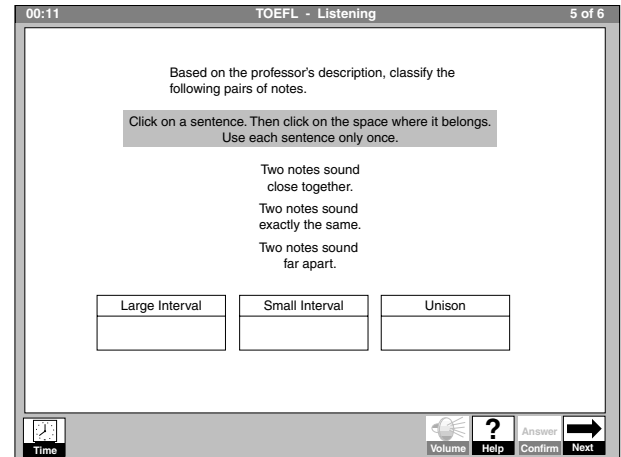 00:11 TOEFL - Listening 5 of 6
Based on the professor's description, classify the
following pairs of notes.
Click on a sentence. Then click on the space where it belongs.
Use each sentence only once.
Two notes sound
close together.
Two notes sound
exactly the same.
Two notes sound
far apart.
Large Interval Small Interval Unison
? Answer
Time Volume Help Confirm Next